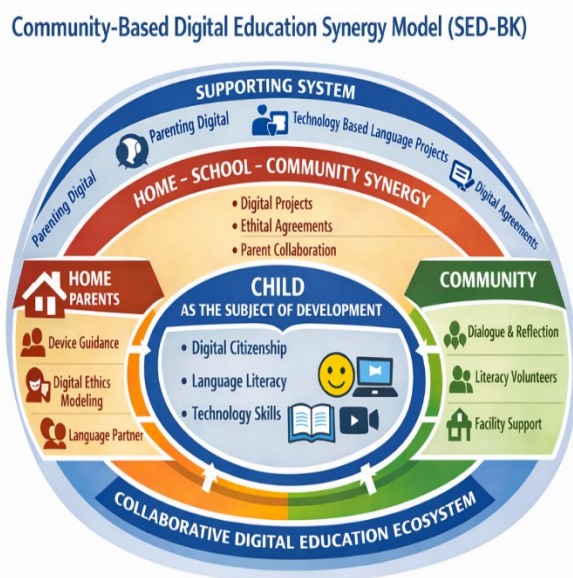 Community-Based Digital Education Synergy Model (SED-BK)
SUPPORTING SYSTEM
Parenting Digital
Parenting Digital
Technology Based Language Projects
Digital Agreements
HOME – SCHOOL – COMMUNITY SYNERGY
• Digital Projects
• Ethital Agreements
• Parent Collaboration
HOME
PARENTS
Device Guidance
Digital Ethics
Modeling
Language Partner
CHILD
AS THE SUBJECT OF DEVELOPMENT
• Digital Citizenship
• Language Literacy
• Technology Skills
COMMUNITY
Dialogue & Reflection
Literacy Volunteers
Facility Support
COLLABORATIVE DIGITAL EDUCATION ECOSYSTEM